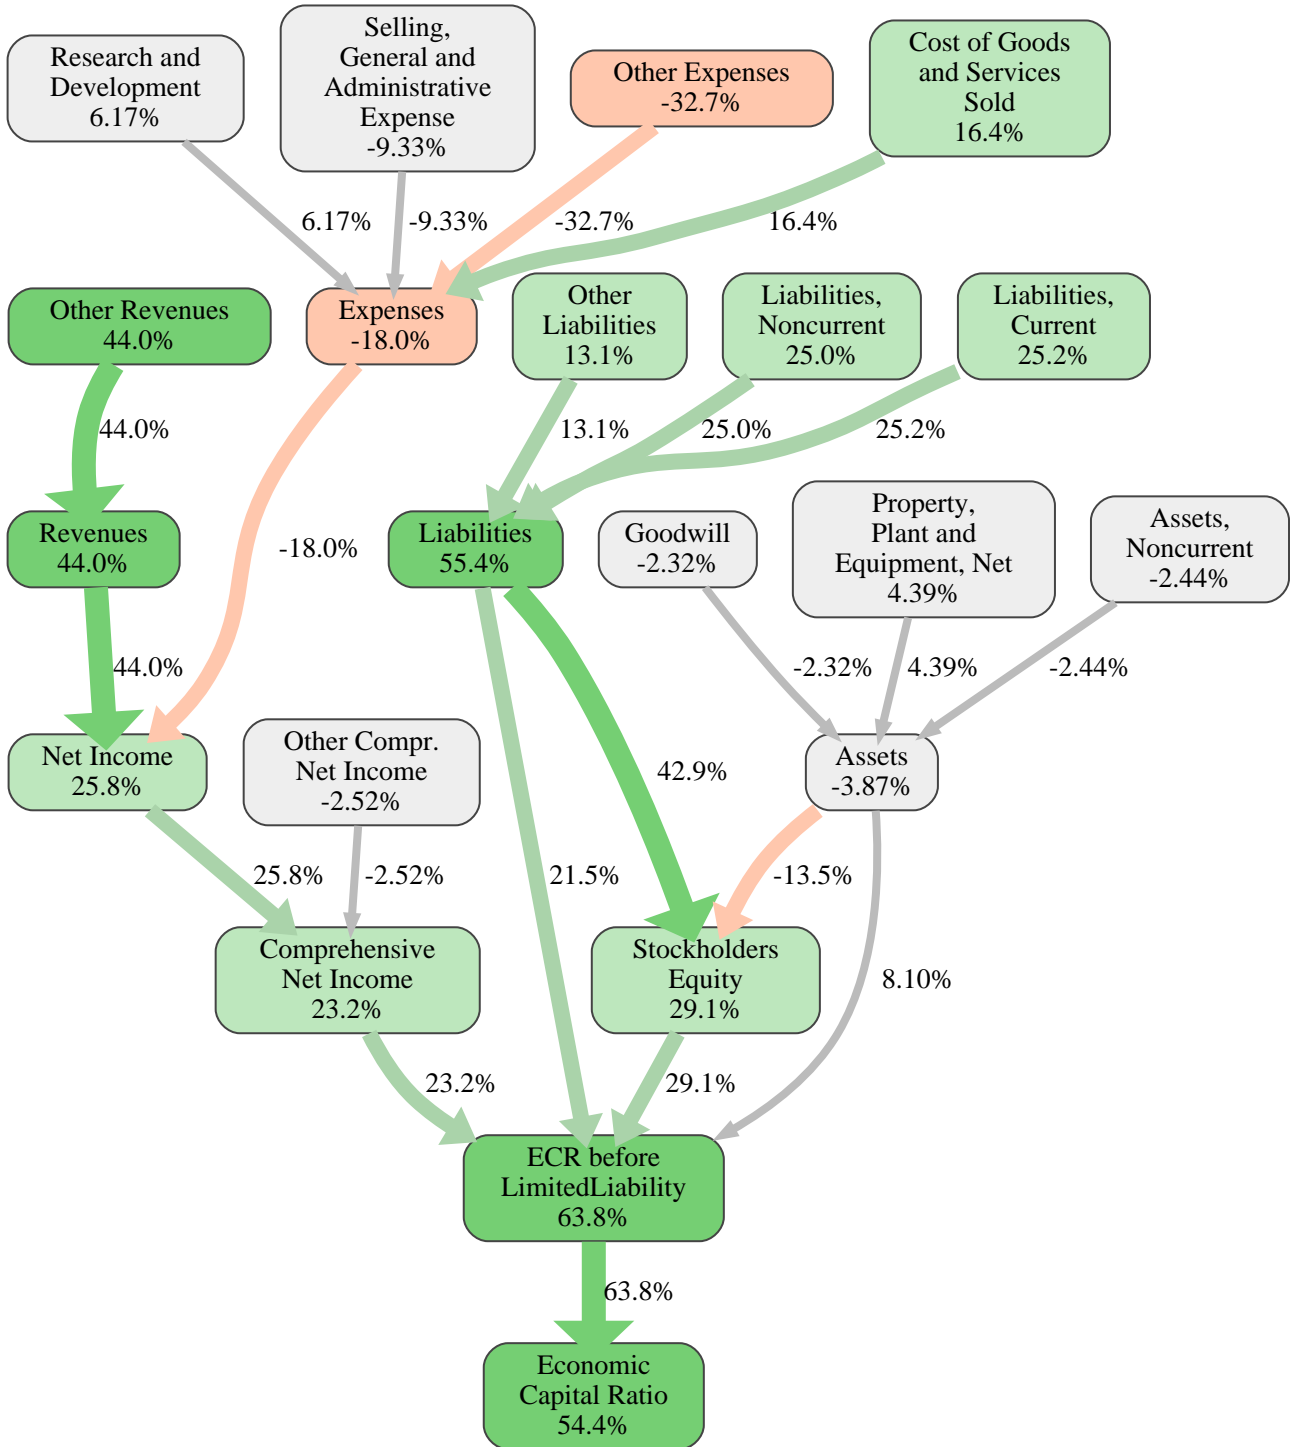 Research and
Development
6.17%
Selling,
General and
Administrative
Expense
-9.33%
Other Expenses
-32.7%
Cost of Goods
and Services
Sold
16.4%
6.17%
-9.33%
-32.7%
16.4%
Other Revenues
44.0%
Expenses
-18.0%
Other
Liabilities
13.1%
Liabilities,
Noncurrent
25.0%
Liabilities,
Current
25.2%
44.0%
13.1%
25.0%
25.2%
Revenues
44.0%
-18.0%
Liabilities
55.4%
Goodwill
-2.32%
Property,
Plant and
Equipment, Net
4.39%
Assets,
Noncurrent
-2.44%
44.0%
-2.32%
4.39%
-2.44%
Net Income
25.8%
Other Compr.
Net Income
-2.52%
42.9%
Assets
-3.87%
25.8%
-2.52%
21.5%
-13.5%
Comprehensive
Net Income
23.2%
Stockholders
Equity
29.1%
8.10%
23.2%
29.1%
ECR before
LimitedLiability
63.8%
63.8%
Economic
Capital Ratio
54.4%